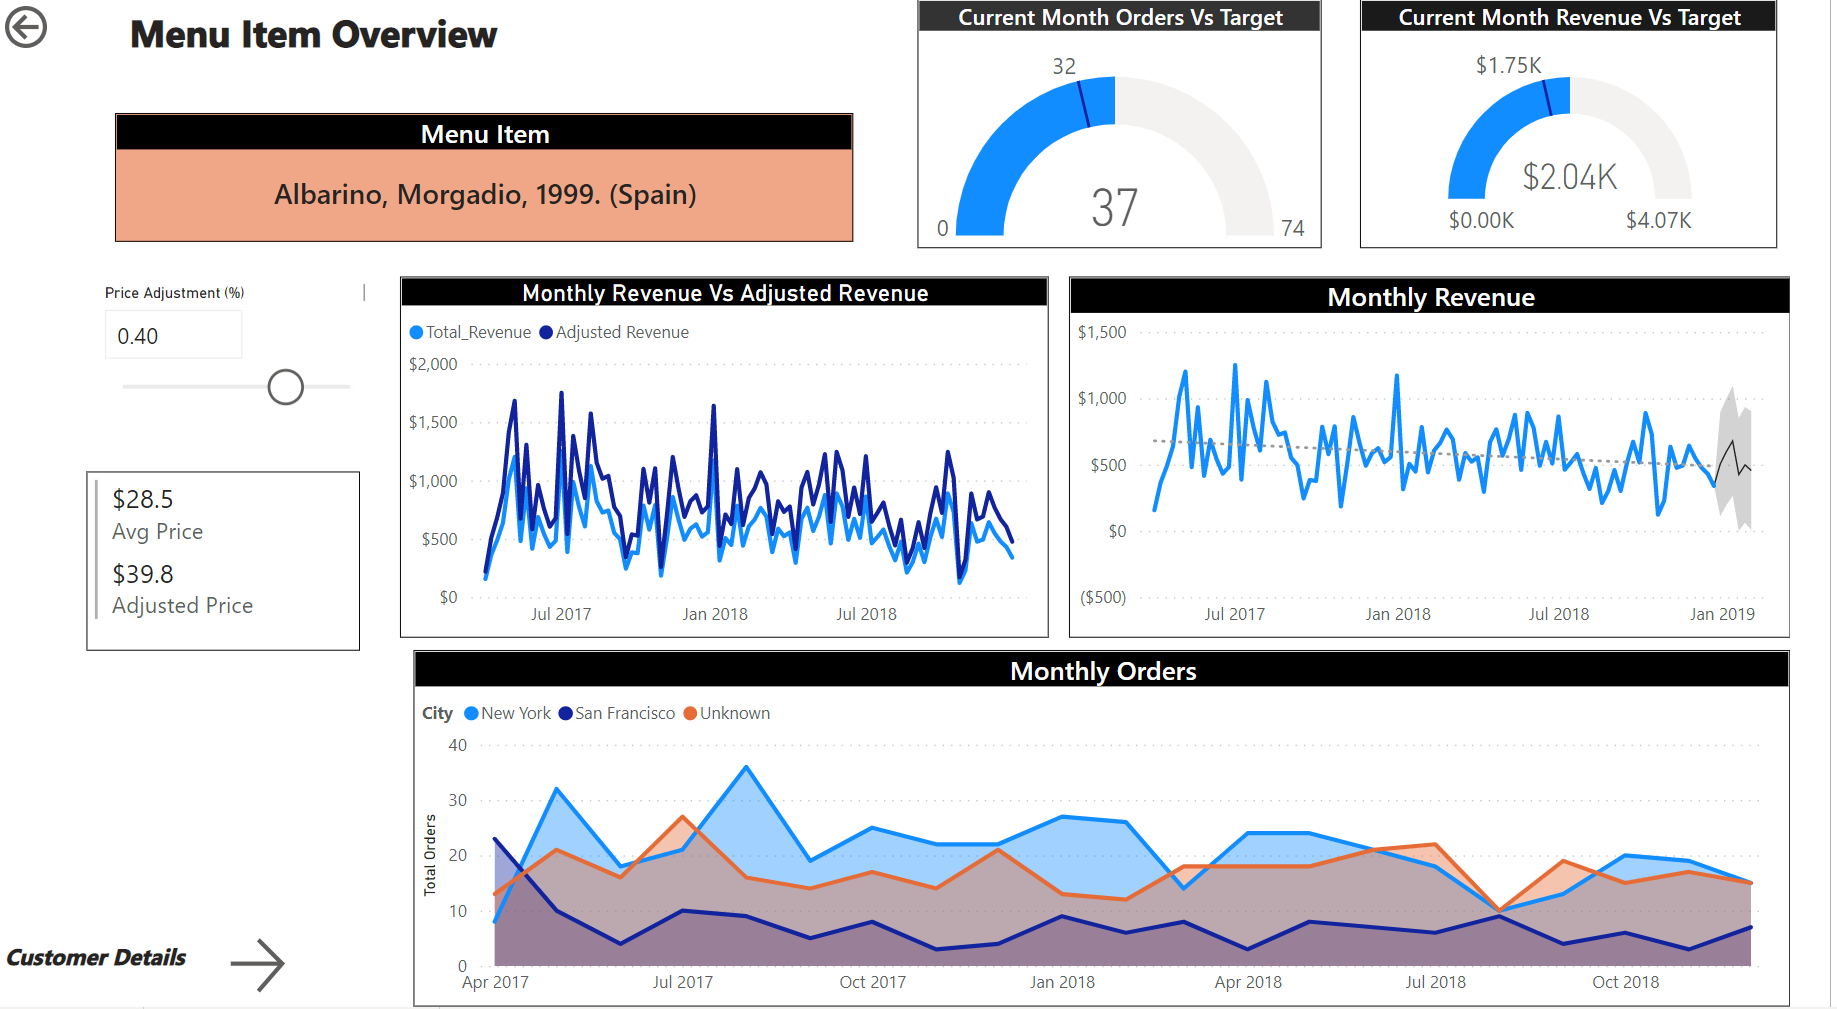 Menu Item Overview
Menu Item
Albarino, Morgadio, 1999. (Spain)
Current Month Orders Vs Target
32
37
0
74
Current Month Revenue Vs Target
$1.75K
$2.04K
$0.00K
$4.07K
Price Adjustment (%)
0.40
$28.5
Avg Price
$39.8
Adjusted Price
Monthly Revenue Vs Adjusted Revenue
Total_Revenue Adjusted Revenue
$2,000
$1,500
$1,000
$500
$0
Jul 2017 Jan 2018 Jul 2018
Monthly Revenue
$1,500
$1,000
$500
$0
($500)
Jul 2017 Jan 2018 Jul 2018 Jan 2019
Monthly Orders
City New York San Francisco Unknown
Total Orders
40
30
20
10
0
Apr 2017 Jul 2017 Oct 2017 Jan 2018 Apr 2018 Jul 2018 Oct 2018
Customer Details